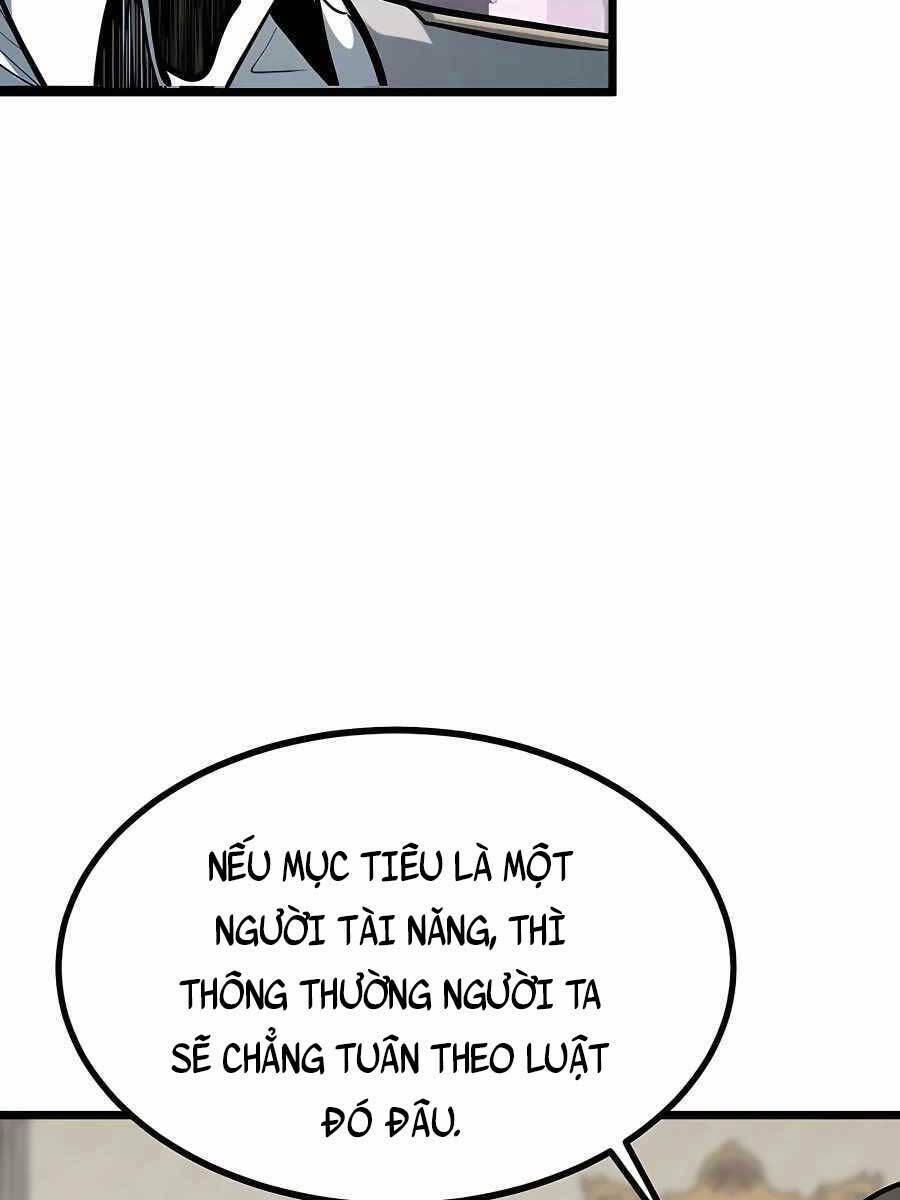 NẾU MỤC TIÊU LÀ MỘT
NGƯỜI TÀI NĂNG, THÌ
THÔNG THƯỜNG NGƯỜI TA
SẼ CHẲNG TUÂN THEO LUẬT
ĐÓ ĐÂU.